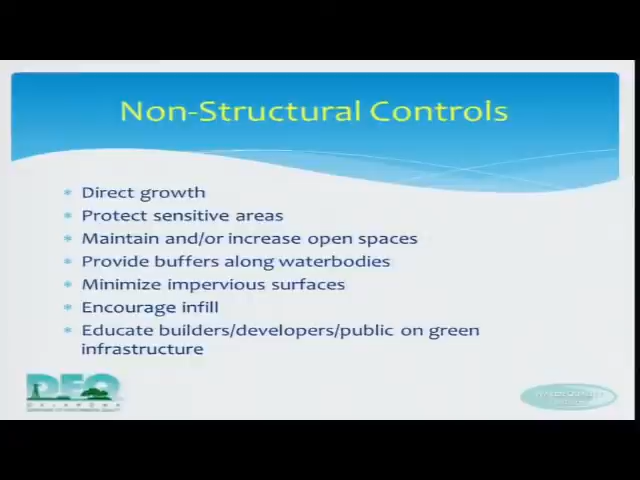 Non-Structural Controls
Direct growth
Protect sensitive areas
Maintain and/or increase open spaces
Provide buffers along waterbodies
Minimize impervious surfaces
Encourage infill
Educate builders/developers/public on green
infrastructure
DEQ
OKLAHOMA